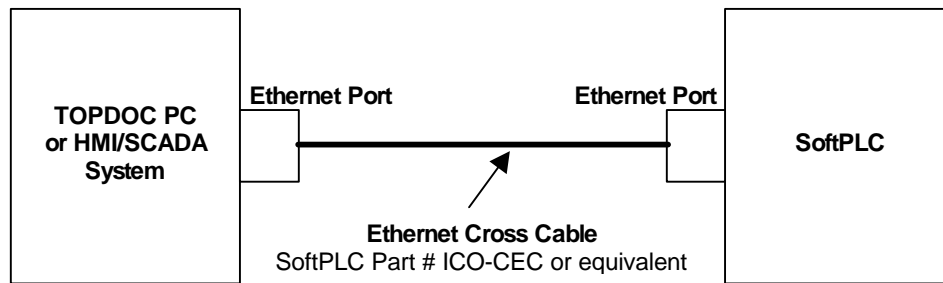 Ethernet Port
Ethernet Port
TOPDOC PC
or HMI/SCADA
System
SoftPLC
Ethernet Cross Cable
SoftPLC Part # ICO-CEC or equivalent